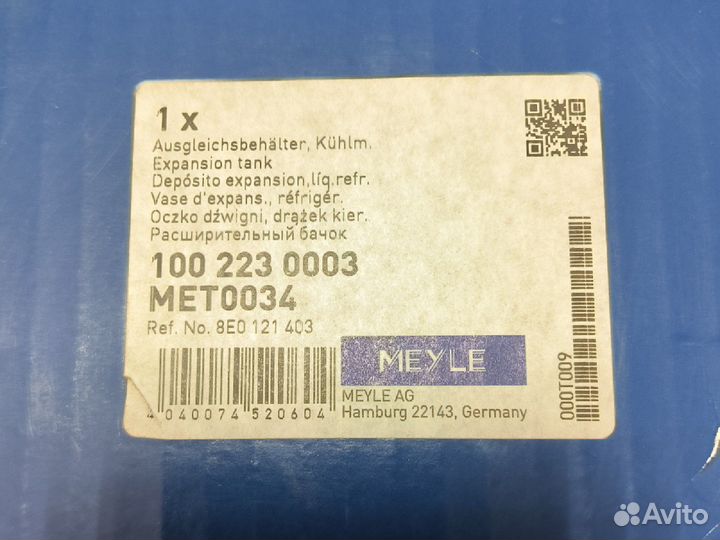 1 x
Ausgleichsbehälter, Kühlm.
Expansion tank
Depósito expansion,líq.refr.
Vase d'expans., réfrigér.
Oczko dźwigni, drążek kier.
Расширительный бачок
100 223 0003
MET0034
Ref. No. 8E0 121 403
MEYLE
MEYLE AG
Hamburg 22143, Germany
4 040074 520604
000T009
Avito